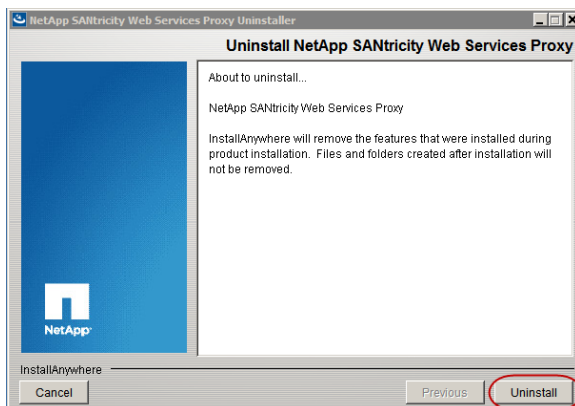 NetApp SANtricity Web Services Proxy Uninstaller
Uninstall NetApp SANtricity Web Services Proxy
About to uninstall...
NetApp SANtricity Web Services Proxy
InstallAnywhere will remove the features that were installed during
product installation. Files and folders created after installation will
not be removed.
NetApp
InstallAnywhere
Cancel
Previous
Uninstall